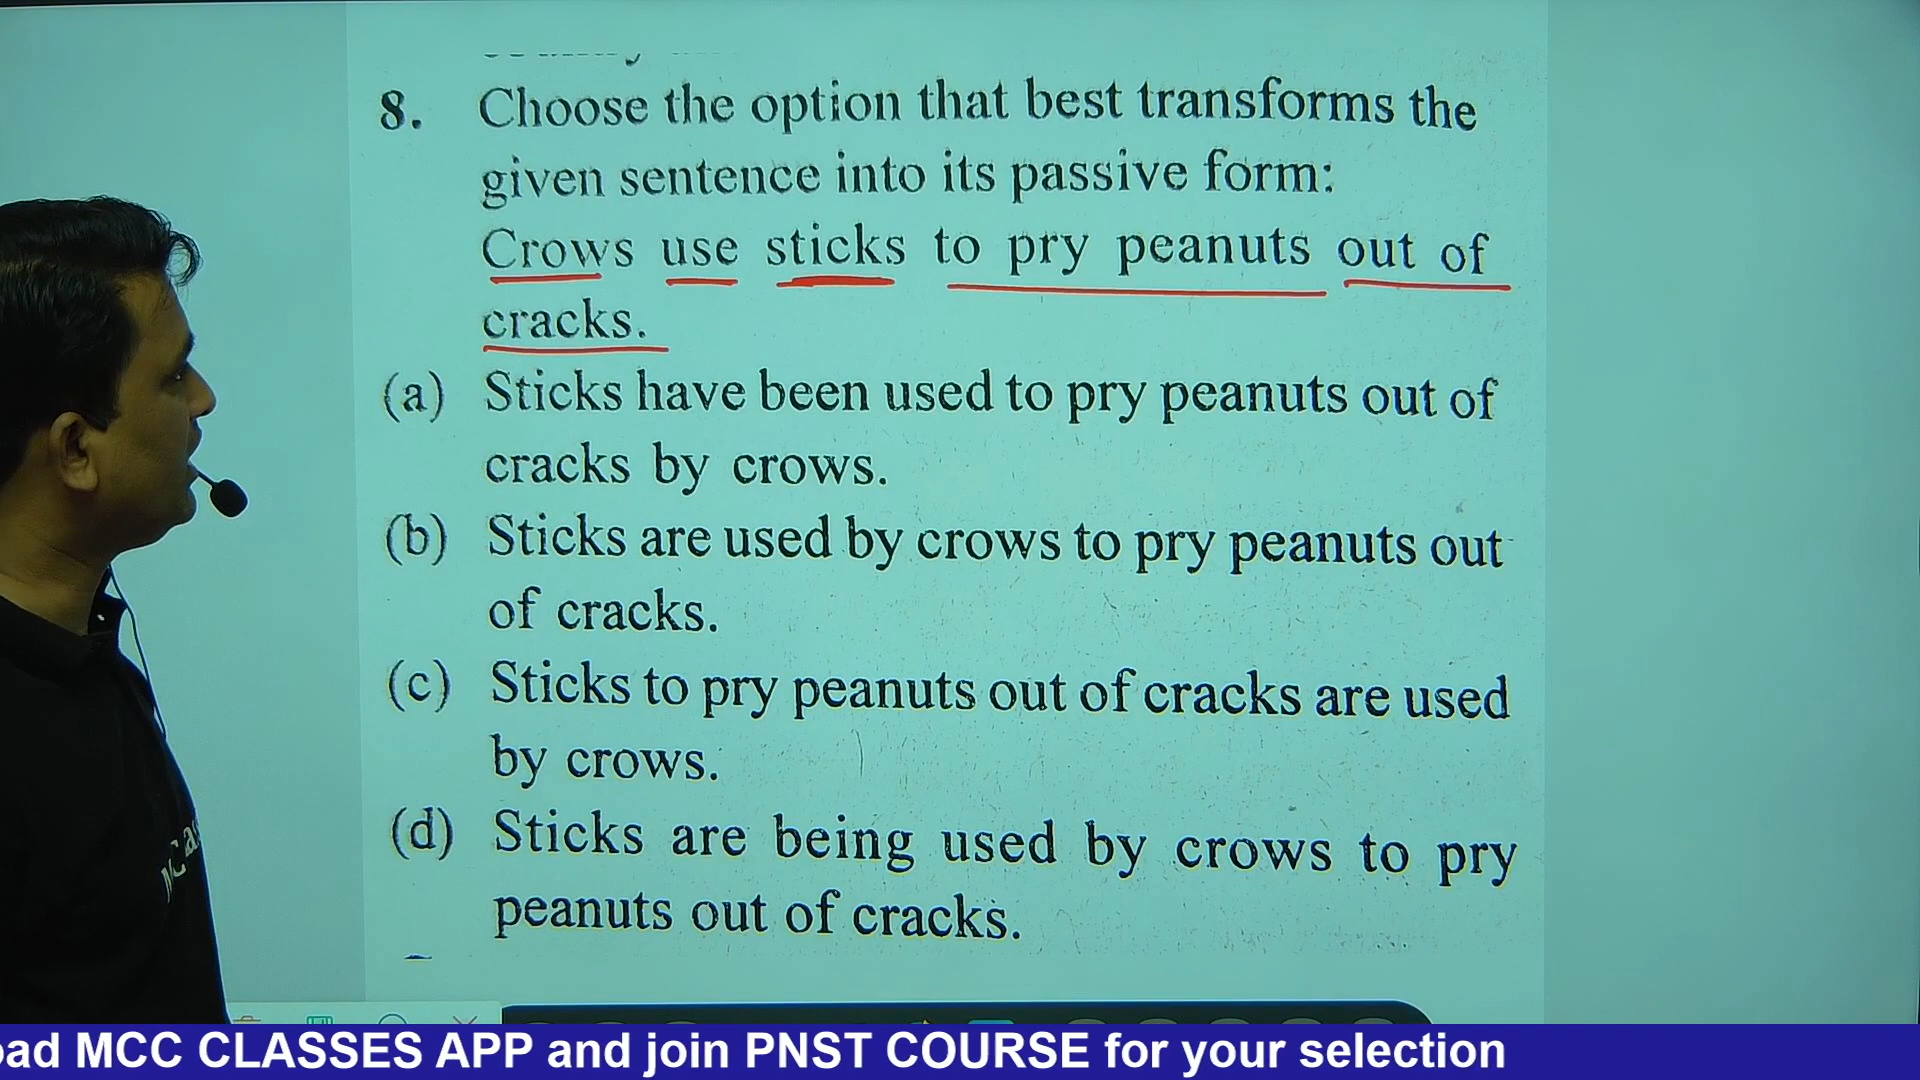 8. Choose the option that best transforms the
given sentence into its passive form:
Crows use sticks to pry peanuts out of
cracks.
(a) Sticks have been used to pry peanuts out of
cracks by crows.
(b) Sticks are used by crows to pry peanuts out
of cracks.
(c) Sticks to pry peanuts out of cracks are used
by crows.
(d) Sticks are being used by crows to pry
peanuts out of cracks.
oad MCC CLASSES APP and join PNST COURSE for your selection